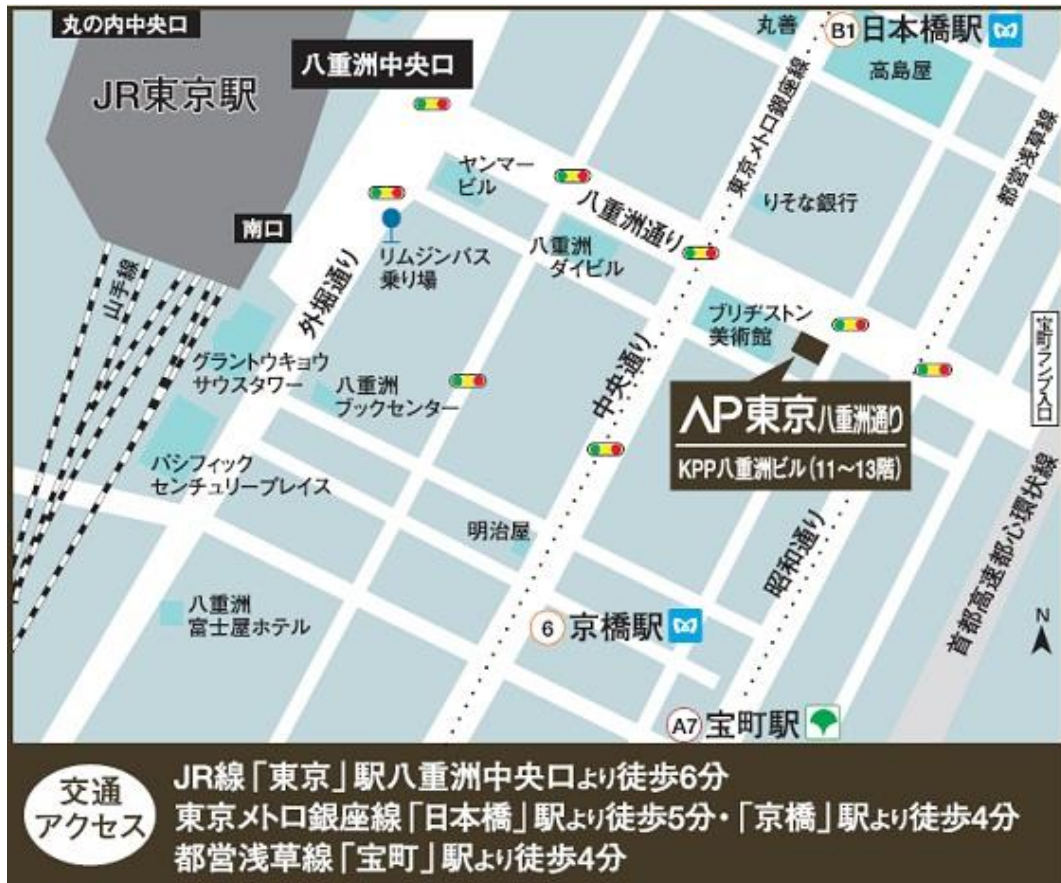 丸の内中央口
JR東京駅
八重洲中央口
丸善
B1 日本橋駅
高島屋
東京メトロ銀座線
都営浅草線
ヤンマー
ビル
八重洲通り
りそな銀行
南口
リムジンバス
乗り場
八重洲
ダイビル
山手線
外堀通り
ブリヂストン
美術館
宝町ランプ入口
グラントウキョウ
サウスタワー
八重洲
ブックセンター
中央通り
AP東京八重洲通り
KPP八重洲ビル(11〜13階)
パシフィック
センチュリープレイス
明治屋
昭和通り
首都高速都心環状線
八重洲
富士屋ホテル
6 京橋駅
N
A7 宝町駅
交通
アクセス
JR線「東京」駅八重洲中央口より徒歩6分
東京メトロ銀座線「日本橋」駅より徒歩5分・「京橋」駅より徒歩4分
都営浅草線「宝町」駅より徒歩4分